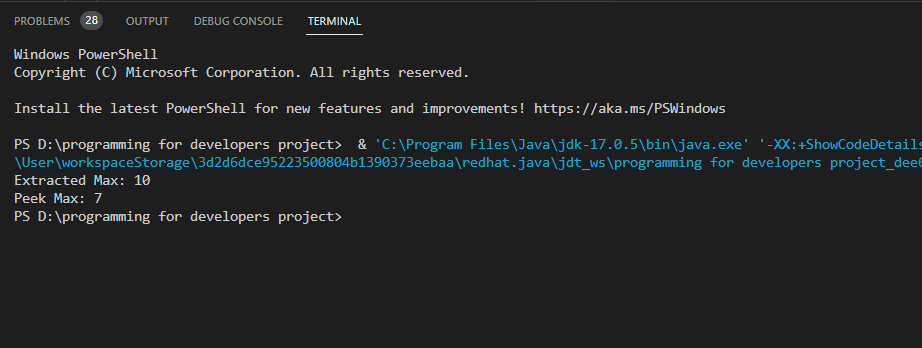 PROBLEMS 28 OUTPUT DEBUG CONSOLE TERMINAL
Windows PowerShell
Copyright (C) Microsoft Corporation. All rights reserved.
Install the latest PowerShell for new features and improvements! https://aka.ms/PSWindows
PS D:\programming for developers project>  & 'C:\Program Files\Java\jdk-17.0.5\bin\java.exe' '-XX:+ShowCodeDetails
\User\workspaceStorage\3d2d6dce95223500804b1390373eebaa\redhat.java\jdt_ws\programming for developers project_dee6
Extracted Max: 10
Peek Max: 7
PS D:\programming for developers project>